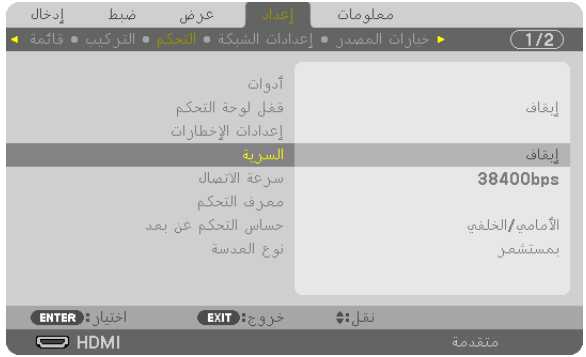 إدخال ضبط عرض إعداد معلومات
قائمة • التركيب • التحكم • إعدادات الشبكة • خيارات المصدر 1/2
أدوات
قفل لوحة التحكم إيقاف
إعدادات الإخطارات
السرية إيقاف
سرعة الاتصال 38400bps
معرف التحكم
حساس التحكم عن بعد الأمامي/الخلفي
نوع العدسة بمستشعر
ENTER :اختيار EXIT :خروج نقل:
HDMI متقدمة